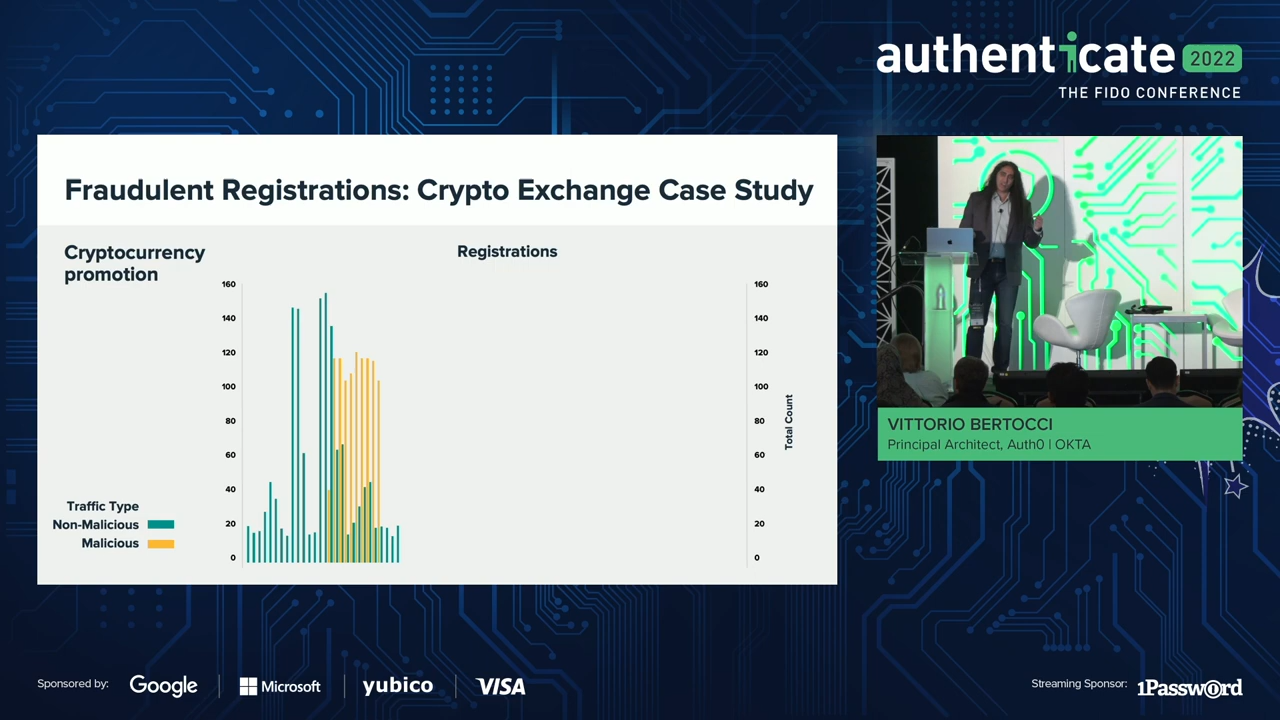 authenticate 2022
THE FIDO CONFERENCE
Fraudulent Registrations: Crypto Exchange Case Study
Cryptocurrency
promotion
Registrations
160
140
120
100
80
60
40
20
0
160
140
120
100
80
60
40
20
0
Total Count
Traffic Type
Non-Malicious
Malicious
VITTORIO BERTOCCI
Principal Architect, Auth0 | OKTA
Sponsored by:
Google
Microsoft
yubico
VISA
Streaming Sponsor:
1Password